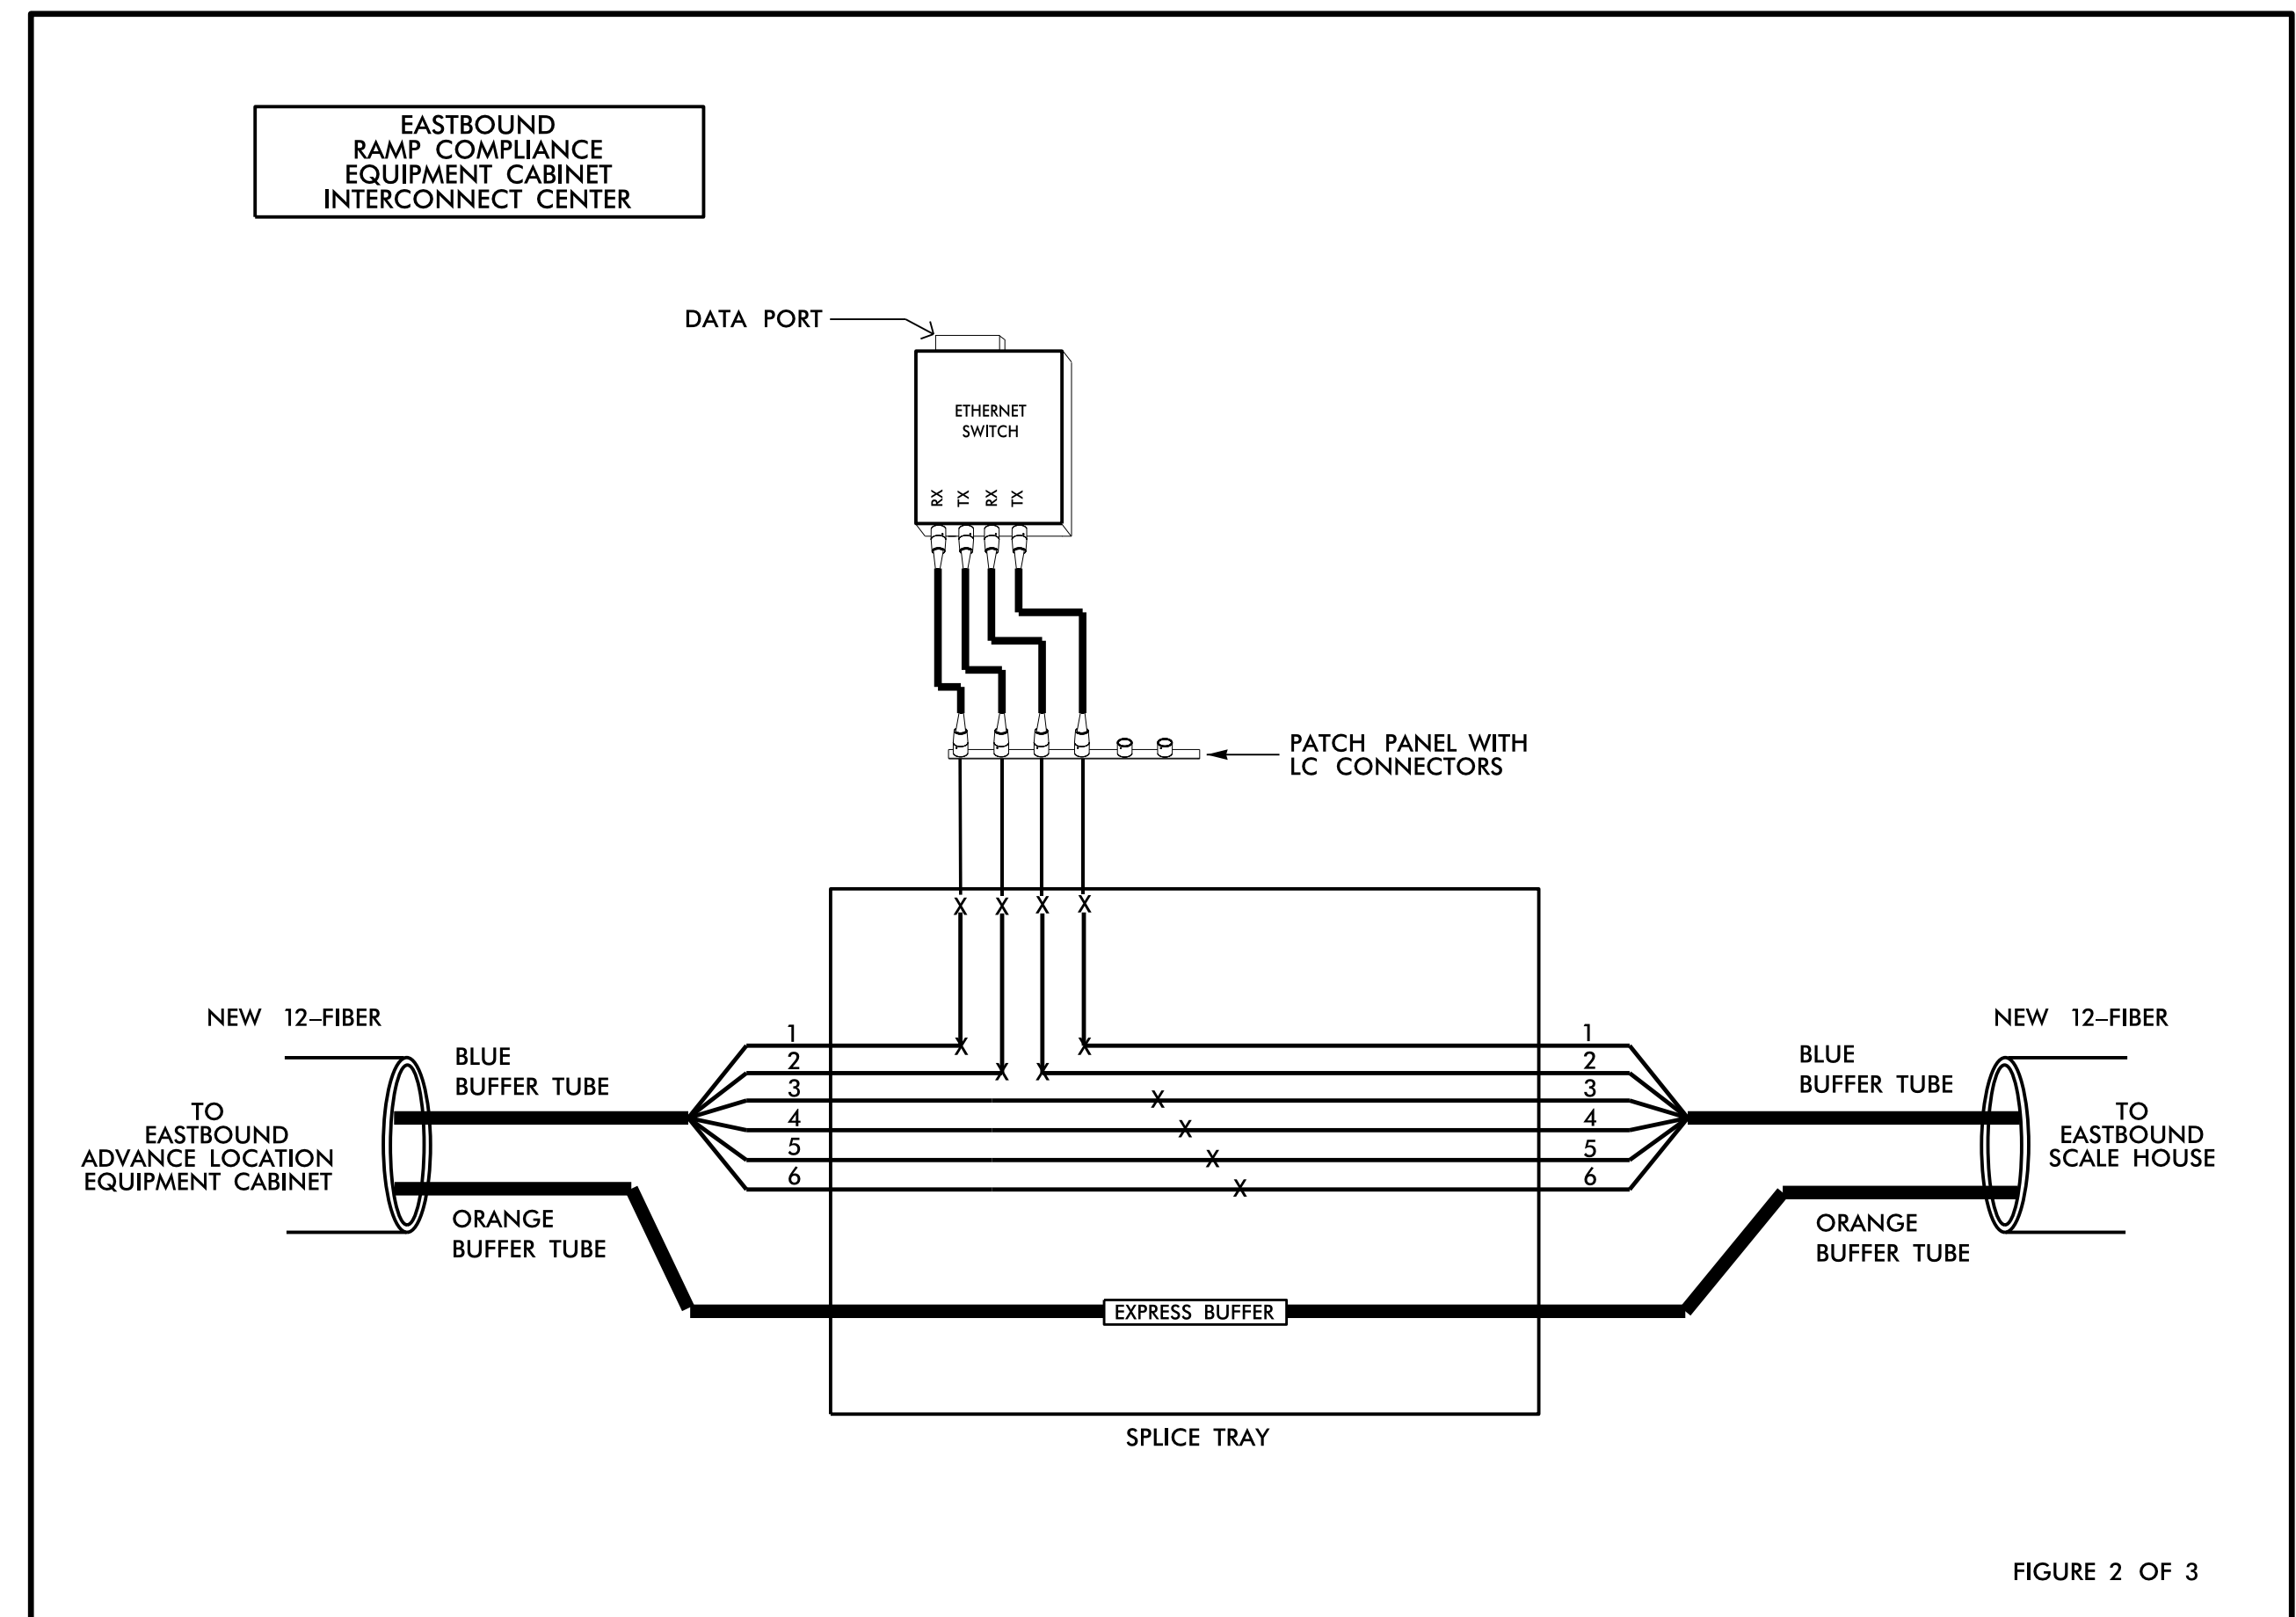 EASTBOUND
RAMP COMPLIANCE
EQUIPMENT CABINET
INTERCONNECT CENTER
DATA PORT
ETHERNET
SWITCH
RX TX RX TX
PATCH PANEL WITH
LC CONNECTORS
X X X X
NEW 12–FIBER
BLUE
BUFFER TUBE
TO
EASTBOUND
ADVANCE LOCATION
EQUIPMENT CABINET
ORANGE
BUFFER TUBE
1
2
3
4
5
6
X X
X X
X
X
X
X
1
2
3
4
5
6
NEW 12–FIBER
BLUE
BUFFER TUBE
TO
EASTBOUND
SCALE HOUSE
ORANGE
BUFFER TUBE
EXPRESS BUFFER
SPLICE TRAY
FIGURE 2 OF 3